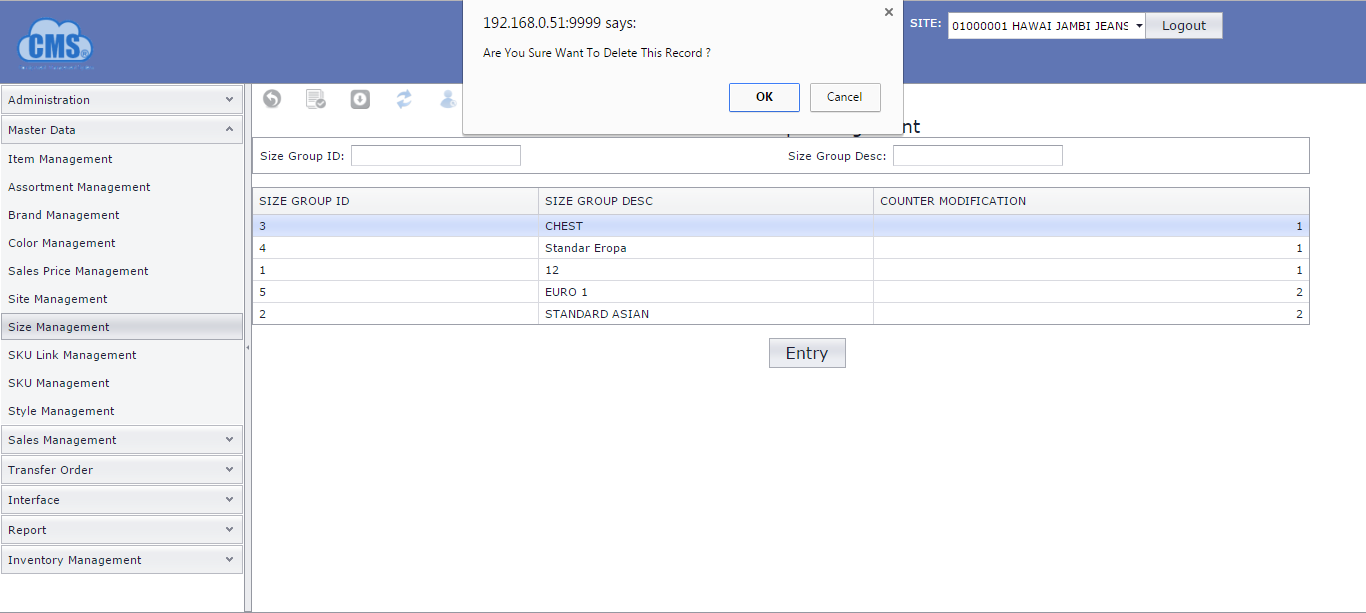 192.168.0.51:9999 says:
Are You Sure Want To Delete This Record ?
OK Cancel
CMS
SITE: 01000001 HAWAI JAMBI JEANS Logout
Administration
Master Data
Item Management
Assortment Management
Brand Management
Color Management
Sales Price Management
Site Management
Size Management
SKU Link Management
SKU Management
Style Management
Sales Management
Transfer Order
Interface
Report
Inventory Management
nt
Size Group ID: Size Group Desc:
SIZE GROUP ID SIZE GROUP DESC COUNTER MODIFICATION
3 CHEST 1
4 Standar Eropa 1
1 12 1
5 EURO 1 2
2 STANDARD ASIAN 2
Entry